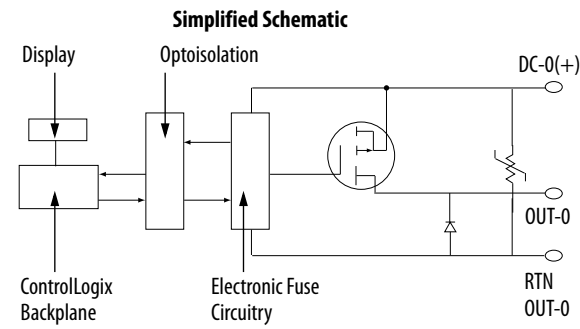 Simplified Schematic
Display
Optoisolation
DC-0(+)
OUT-0
ControlLogix
Backplane
Electronic Fuse
Circuitry
RTN
OUT-0